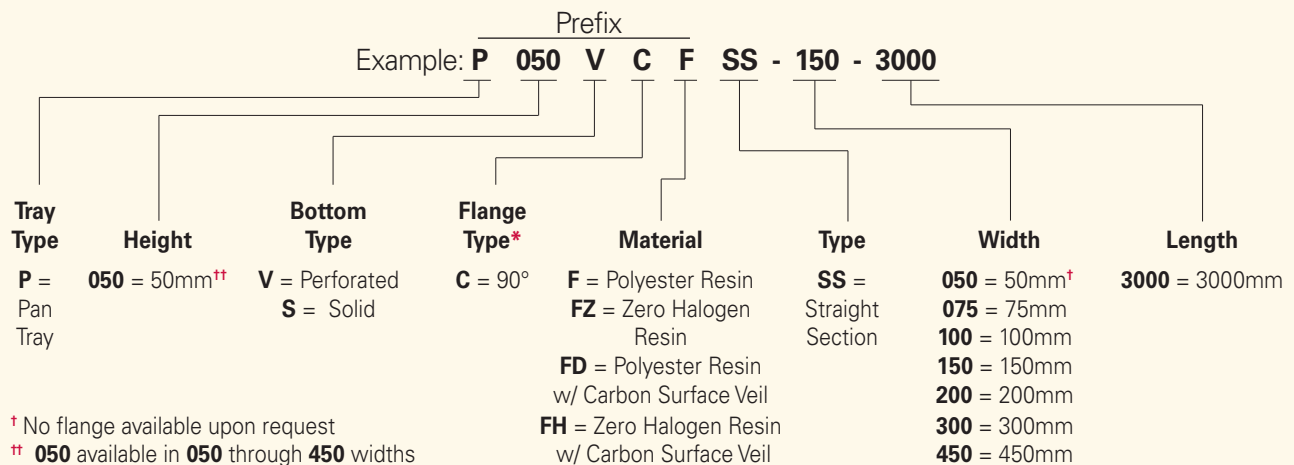 Prefix
Example: P 050 V C F SS - 150 - 3000
Tray
Type
P =
Pan
Tray
Height
050 = 50mm††
Bottom
Type
V = Perforated
S = Solid
Flange
Type*
C = 90°
Material
F = Polyester Resin
FZ = Zero Halogen
Resin
FD = Polyester Resin
w/ Carbon Surface Veil
FH = Zero Halogen Resin
w/ Carbon Surface Veil
Type
SS =
Straight
Section
Width
050 = 50mm†
075 = 75mm
100 = 100mm
150 = 150mm
200 = 200mm
300 = 300mm
450 = 450mm
Length
3000 = 3000mm
† No flange available upon request
†† 050 available in 050 through 450 widths